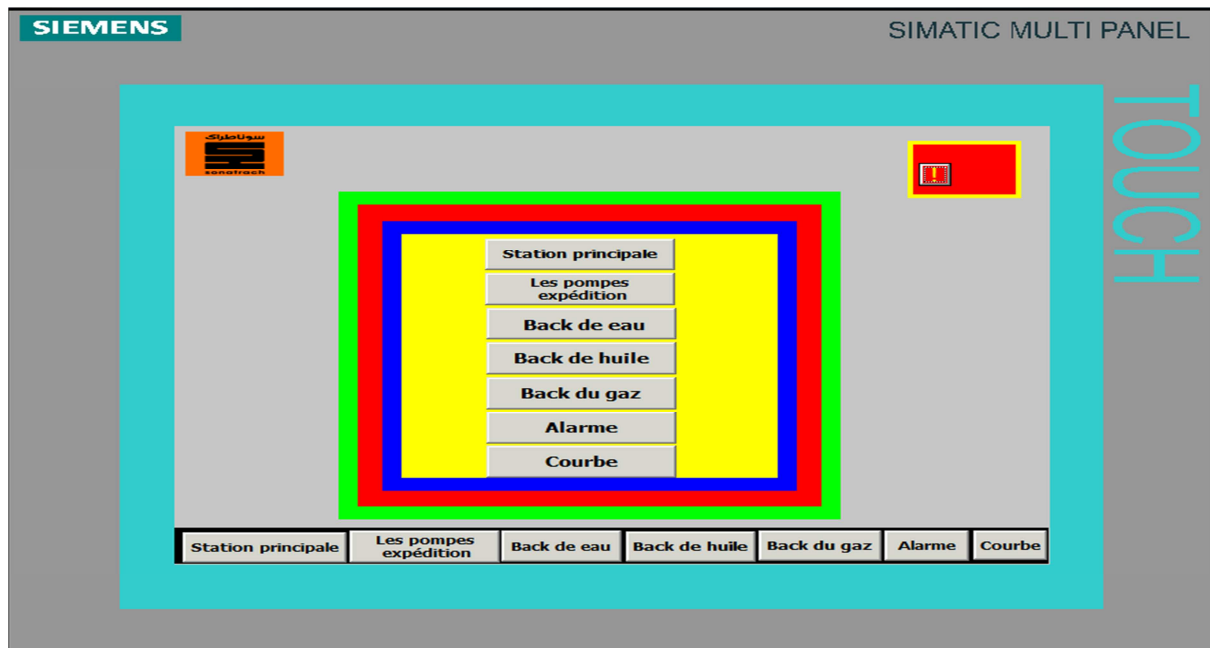 SIEMENS
SIMATIC MULTI PANEL
TOUCH
سوناطراك
sonatrach
!
Station principale
Les pompes
expédition
Back de eau
Back de huile
Back du gaz
Alarme
Courbe
Station principale
Les pompes
expédition
Back de eau
Back de huile
Back du gaz
Alarme
Courbe